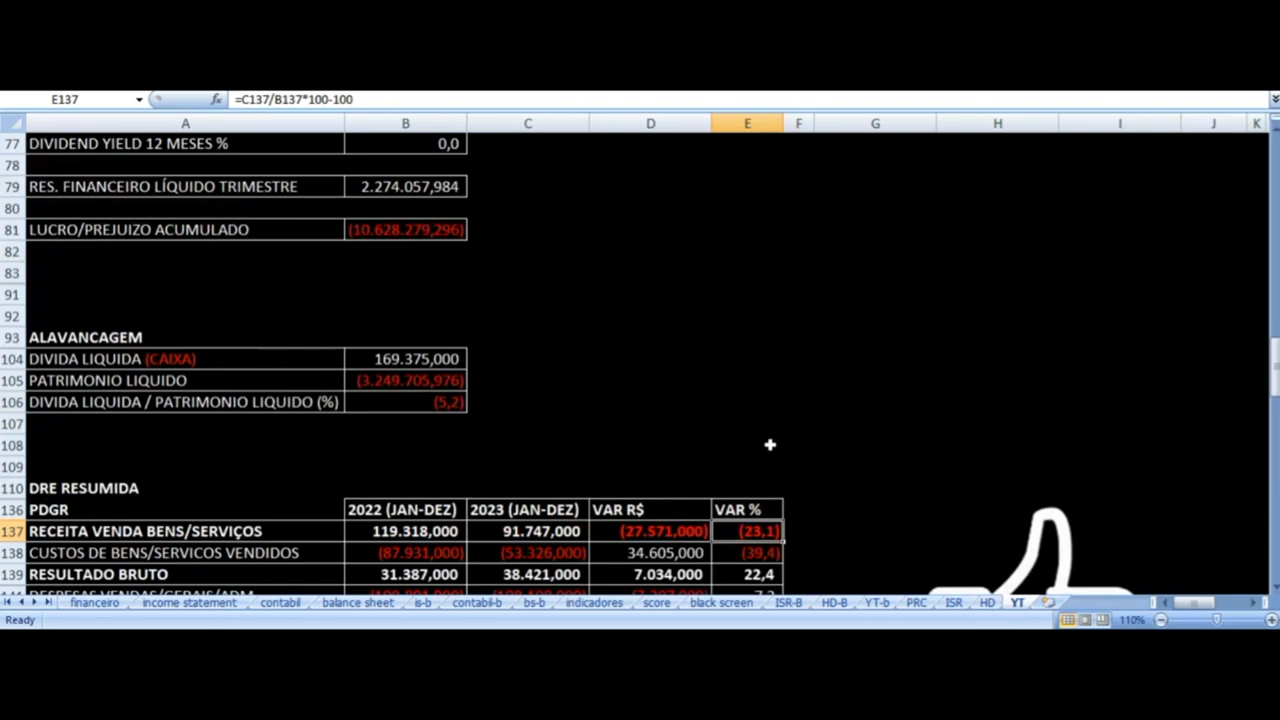 E137 fx =C137/B137*100-100
A B C D E F G H I J K
77 DIVIDEND YIELD 12 MESES % 0,0
78
79 RES. FINANCEIRO LÍQUIDO TRIMESTRE 2.274.057,984
80
81 LUCRO/PREJUIZO ACUMULADO (10.628.279,296)
82
83
91
92
93 ALAVANCAGEM
104 DIVIDA LIQUIDA (CAIXA) 169.375,000
105 PATRIMONIO LIQUIDO (3.249.705,976)
106 DIVIDA LIQUIDA / PATRIMONIO LIQUIDO (%) (5,2)
107
108
109
110 DRE RESUMIDA
136 PDGR 2022 (JAN-DEZ) 2023 (JAN-DEZ) VAR R$ VAR %
137 RECEITA VENDA BENS/SERVIÇOS 119.318,000 91.747,000 (27.571,000) (23,1)
138 CUSTOS DE BENS/SERVICOS VENDIDOS (87.931,000) (53.326,000) 34.605,000 (39,4)
139 RESULTADO BRUTO 31.387,000 38.421,000 7.034,000 22,4
financeiro income statement contabil balance sheet is-b contabil-b bs-b indicadores score black screen ISR-B HD-B YT-b PRC ISR HD YT
Ready 110%